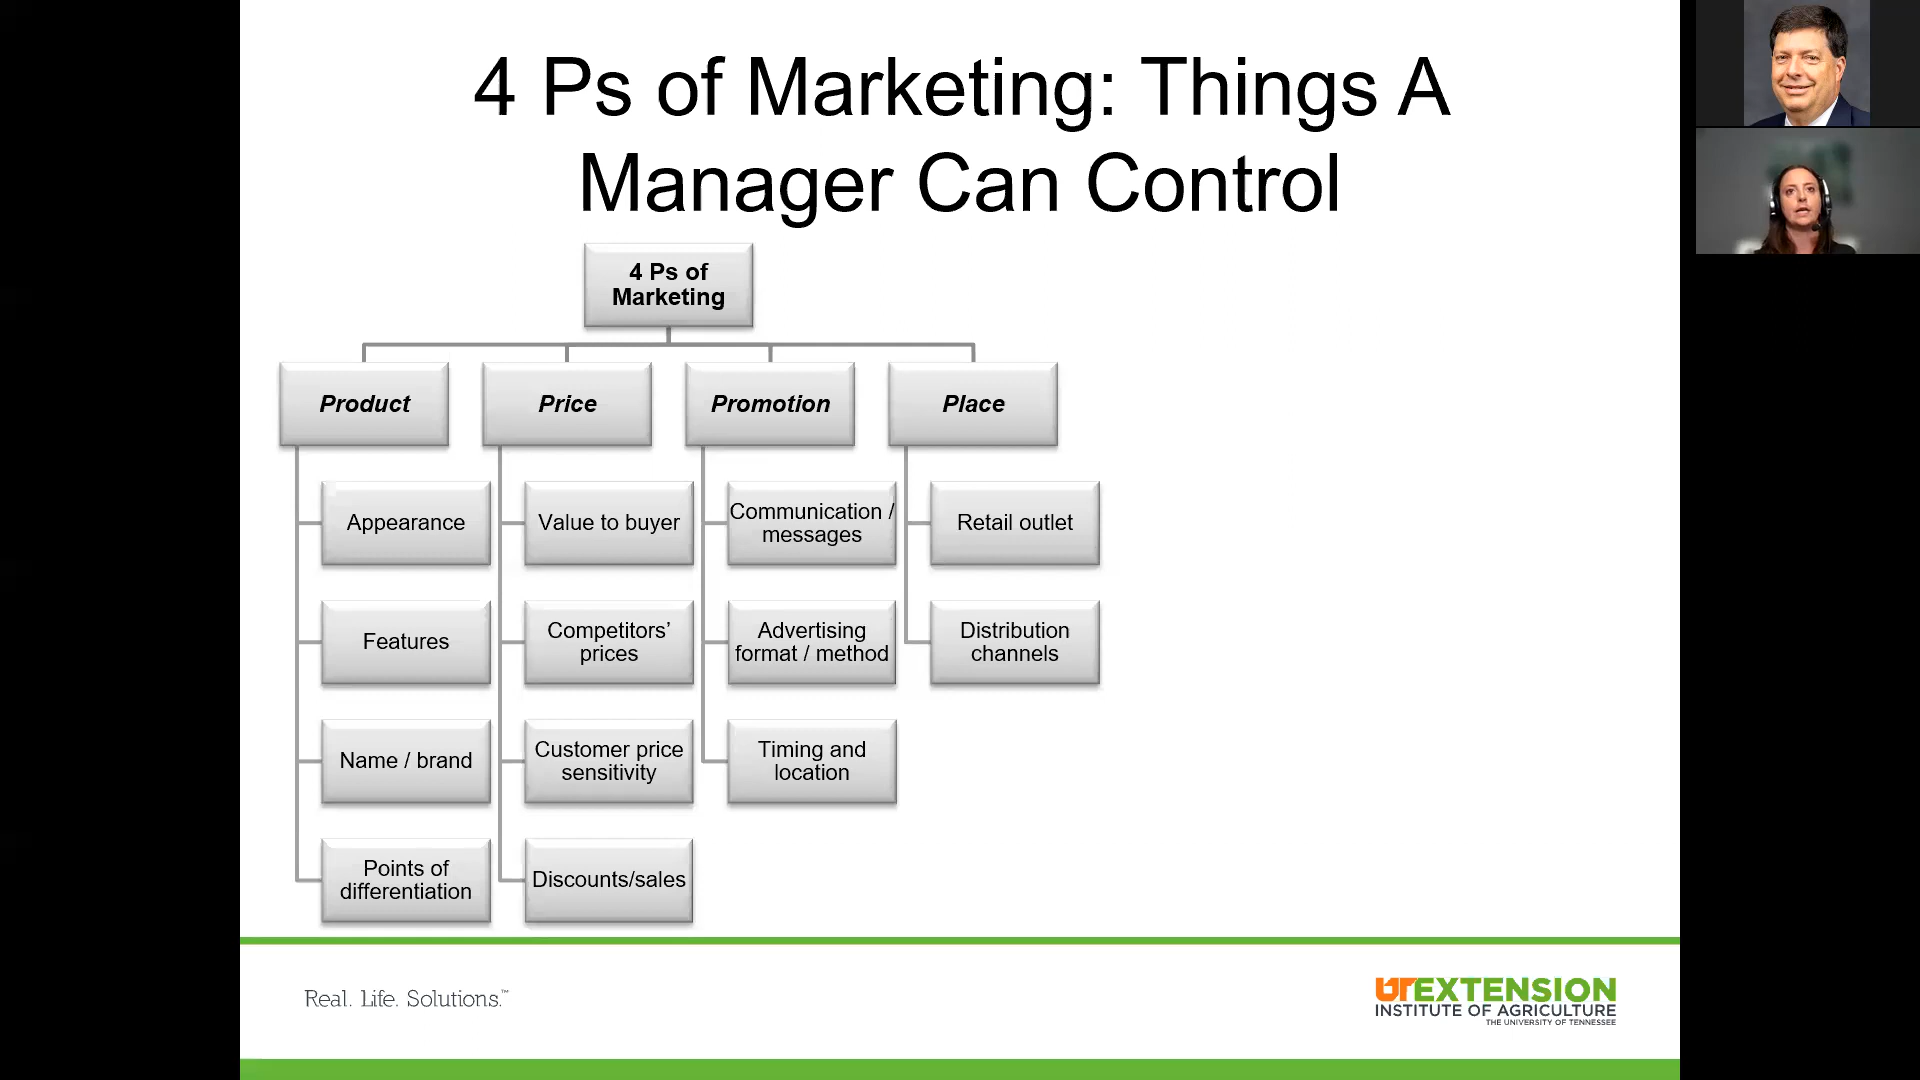 4 Ps of Marketing: Things A
Manager Can Control
4 Ps of
Marketing
Product
Price
Promotion
Place
Appearance
Features
Name / brand
Points of
differentiation
Value to buyer
Competitors’
prices
Customer price
sensitivity
Discounts/sales
Communication /
messages
Advertising
format / method
Timing and
location
Retail outlet
Distribution
channels
Real. Life. Solutions.™
UTEXTENSION
INSTITUTE OF AGRICULTURE
THE UNIVERSITY OF TENNESSEE